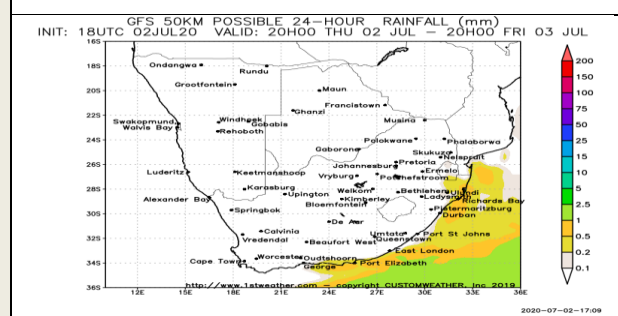 GFS 50KM POSSIBLE 24-HOUR RAINFALL (mm)
INIT: 18UTC 02JUL20 VALID: 20H00 THU 02 JUL - 20H00 FRI 03 JUL
16S
18S
20S
22S
24S
26S
28S
30S
32S
34S
36S
Ondangwa
Rundu
Grootfontein
Maun
Ghanzi
Francistown
Windhoek
Gobabis
Swakopmund
Walvis Bay
Rehoboth
Musina
Polokwane
Phalaborwa
Gaborone
Skukuza
Nelspruit
Pretoria
Johannesburg
Ermelo
Luderitz
Keetmanshoop
Vryburg
Potchefstroom
Karasburg
Upington
Welkom
Bethlehem
Ulundi
Kimberley
Ladysmith
Richards Bay
Alexander Bay
Bloemfontein
Springbok
Pietermaritzburg
Durban
De Aar
Calvinia
Umtata
Port St Johns
Vredendal
Beaufort West
Queenstown
East London
Cape Town
Worcester
Oudtshoorn
George
Port Elizabeth
http://www.1stweather.com - copyright CUSTOMWEATHER, Inc 2019
12E 15E 18E 21E 24E 27E 30E 33E 36E
200
150
100
75
50
25
15
10
5
2.5
1
0.5
0.2
0.1
2020-07-02-17:09